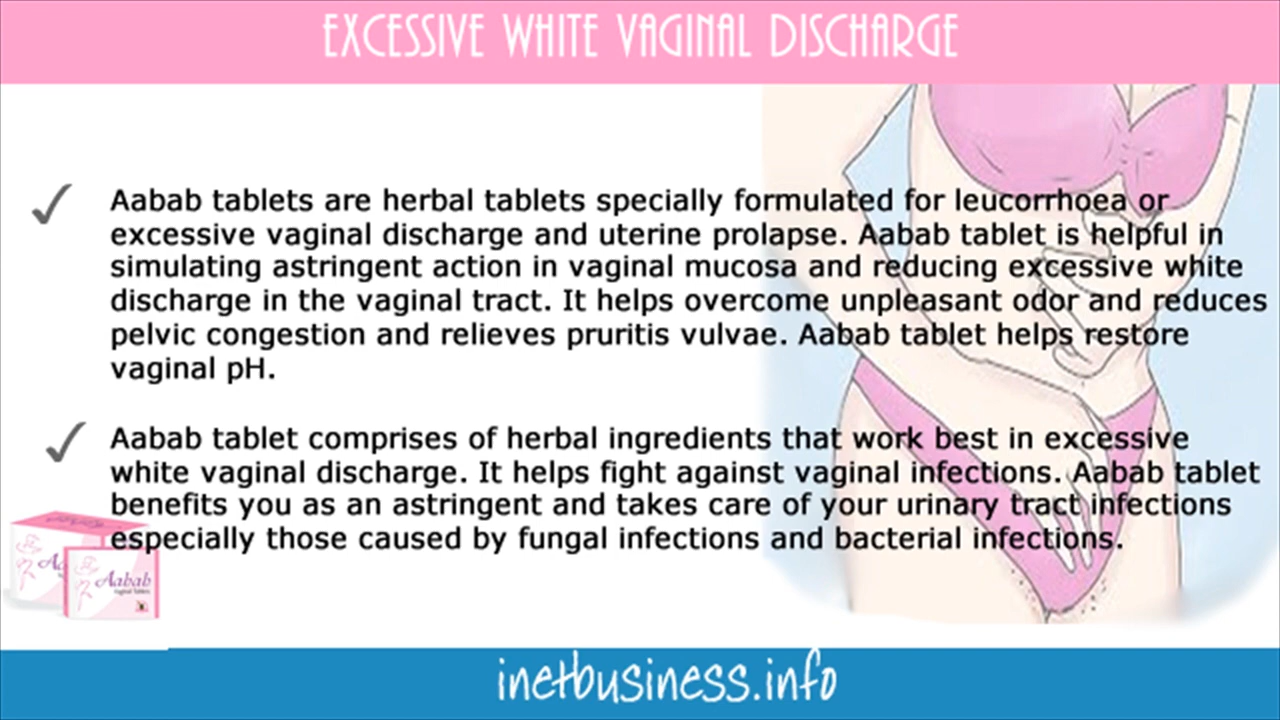 EXCESSIVE WHITE VAGINAL DISCHARGE
Aabab tablets are herbal tablets specially formulated for leucorrhoea or
excessive vaginal discharge and uterine prolapse. Aabab tablet is helpful in
simulating astringent action in vaginal mucosa and reducing excessive white
discharge in the vaginal tract. It helps overcome unpleasant odor and reduces
pelvic congestion and relieves pruritis vulvae. Aabab tablet helps restore
vaginal pH.
Aabab tablet comprises of herbal ingredients that work best in excessive
white vaginal discharge. It helps fight against vaginal infections. Aabab tablet
benefits you as an astringent and takes care of your urinary tract infections
especially those caused by fungal infections and bacterial infections.
Aabab
inetbusiness.info